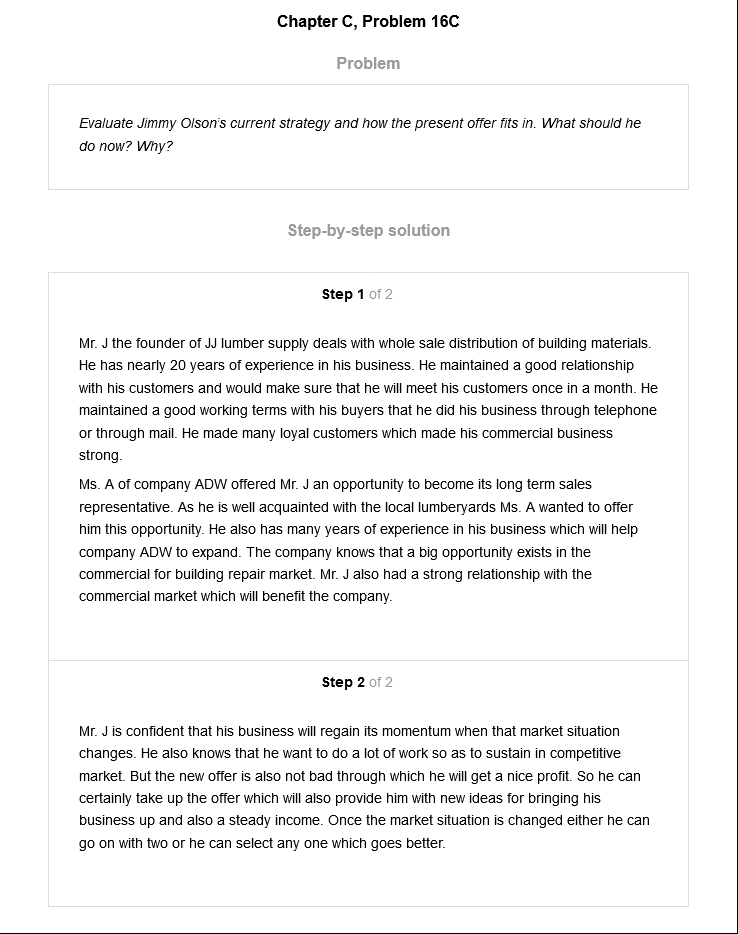 Chapter C, Problem 16C
Problem
Evaluate Jimmy Olson's current strategy and how the present offer fits in. What should he
do now? Why?
Step-by-step solution
Step 1 of 2
Mr. J the founder of JJ lumber supply deals with whole sale distribution of building materials.
He has nearly 20 years of experience in his business. He maintained a good relationship
with his customers and would make sure that he will meet his customers once in a month. He
maintained a good working terms with his buyers that he did his business through telephone
or through mail. He made many loyal customers which made his commercial business
strong.
Ms. A of company ADW offered Mr. J an opportunity to become its long term sales
representative. As he is well acquainted with the local lumberyards Ms. A wanted to offer
him this opportunity. He also has many years of experience in his business which will help
company ADW to expand. The company knows that a big opportunity exists in the
commercial for building repair market. Mr. J also had a strong relationship with the
commercial market which will benefit the company.
Step 2 of 2
Mr. J is confident that his business will regain its momentum when that market situation
changes. He also knows that he want to do a lot of work so as to sustain in competitive
market. But the new offer is also not bad through which he will get a nice profit. So he can
certainly take up the offer which will also provide him with new ideas for bringing his
business up and also a steady income. Once the market situation is changed either he can
go on with two or he can select any one which goes better.